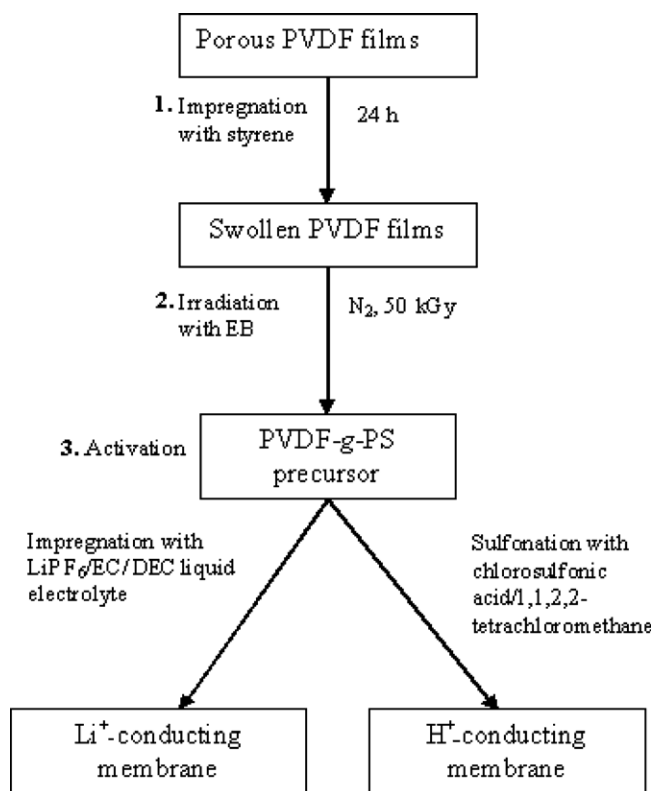 Porous PVDF films
1. Impregnation
with styrene
24 h
Swollen PVDF films
2. Irradiation
with EB
N₂, 50 kGy
3. Activation
PVDF-g-PS
precursor
Impregnation with
LiPF₆/EC/DEC liquid
electrolyte
Sulfonation with
chlorosulfonic
acid/1,1,2,2-
tetrachloromethane
Li⁺-conducting
membrane
H⁺-conducting
membrane